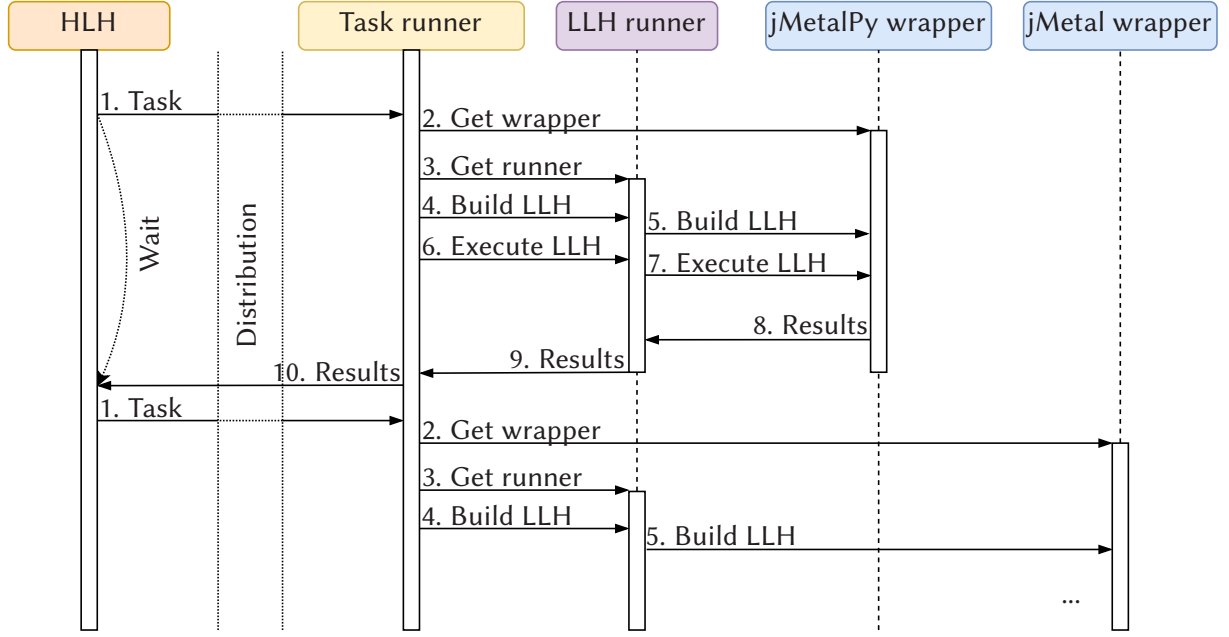 HLH
Task runner
LLH runner
jMetalPy wrapper
jMetal wrapper
1. Task
2. Get wrapper
3. Get runner
4. Build LLH
5. Build LLH
6. Execute LLH
7. Execute LLH
Wait
Distribution
8. Results
9. Results
10. Results
1. Task
2. Get wrapper
3. Get runner
4. Build LLH
5. Build LLH
...